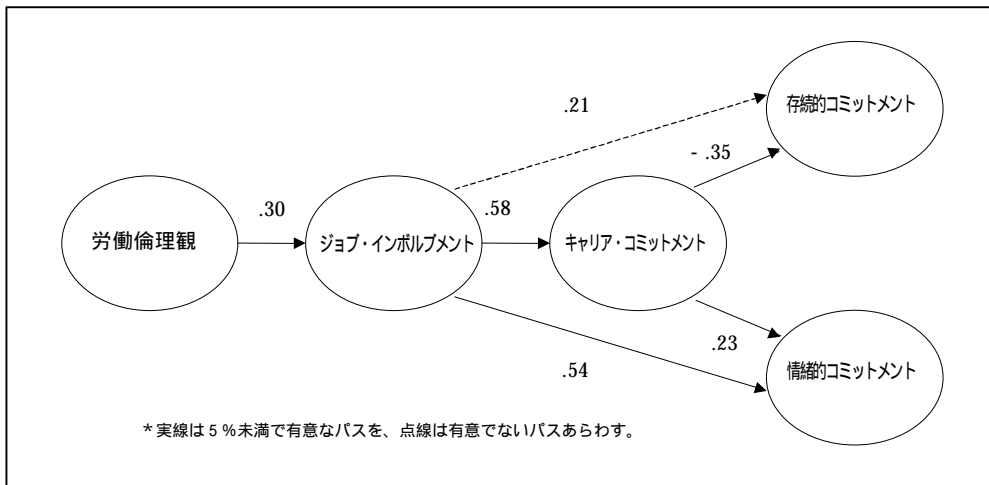 存続的コミットメント
.21
- .35
.30
.58
労働倫理観
ジョブ・インボルブメント
キャリア・コミットメント
.23
.54
情緒的コミットメント
*実線は5%未満で有意なパスを、点線は有意でないパスあらわす。